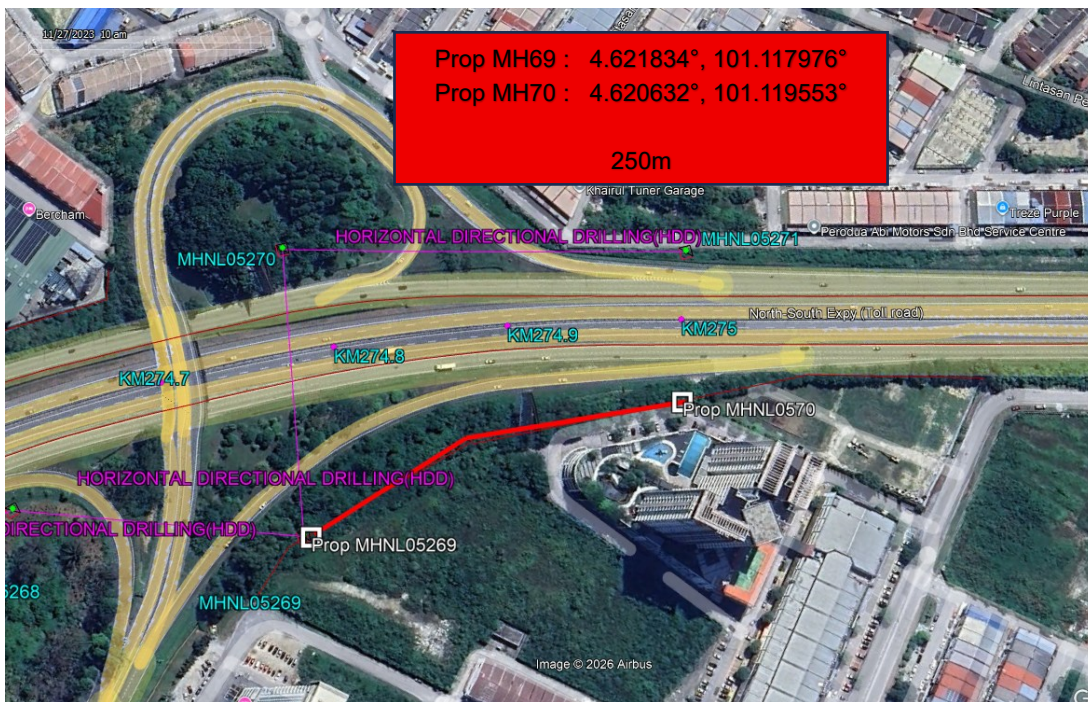 11/27/2023 10 am
Prop MH69 : 4.621834°, 101.117976°
Prop MH70 : 4.620632°, 101.119553°
250m
Lintasan Pe
Khairul Tuner Garage
Treze Purple
Bercham
Perodua Abi Motors Sdn Bhd Service Centre
HORIZONTAL DIRECTIONAL DRILLING(HDD)
MHNL05271
MHNL05270
North-South Expy (Toll road)
KM275
KM274.9
KM274.8
KM274.7
Prop MHNL0570
HORIZONTAL DIRECTIONAL DRILLING(HDD)
DIRECTIONAL DRILLING(HDD)
Prop MHNL05269
5268
MHNL05269
Image © 2026 Airbus
G